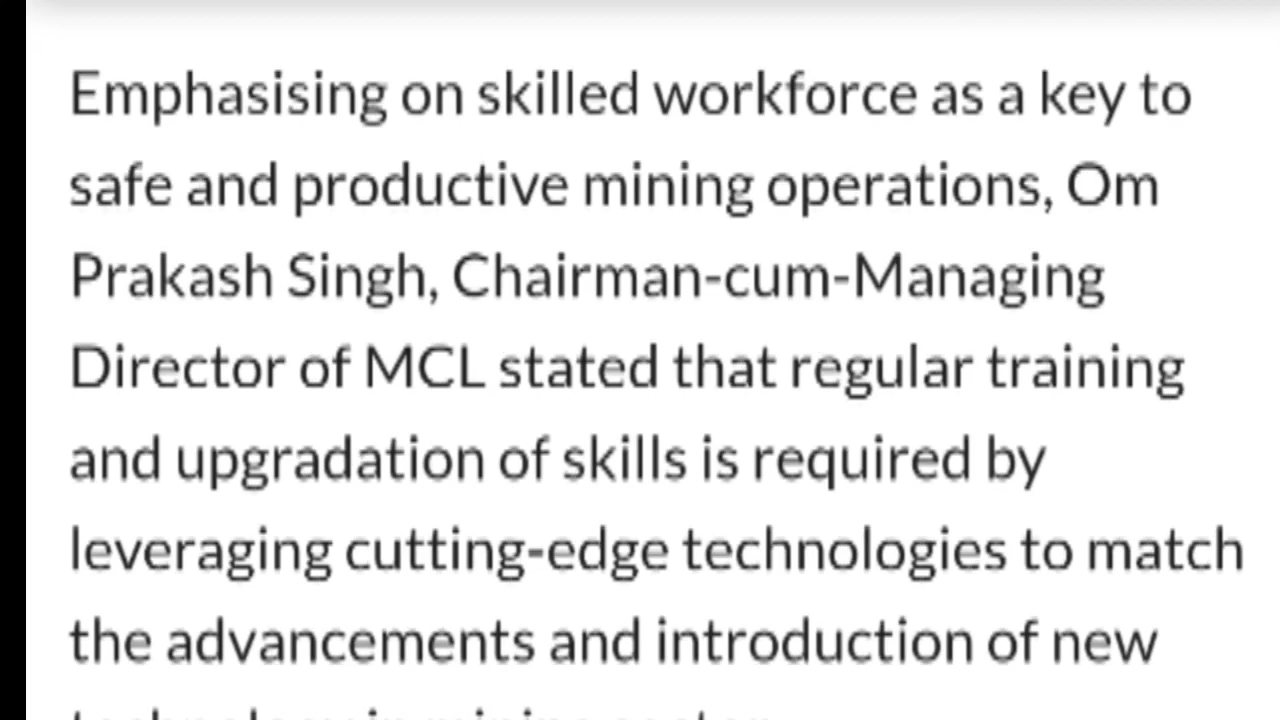 Emphasising on skilled workforce as a key to
safe and productive mining operations, Om
Prakash Singh, Chairman-cum-Managing
Director of MCL stated that regular training
and upgradation of skills is required by
leveraging cutting-edge technologies to match
the advancements and introduction of new